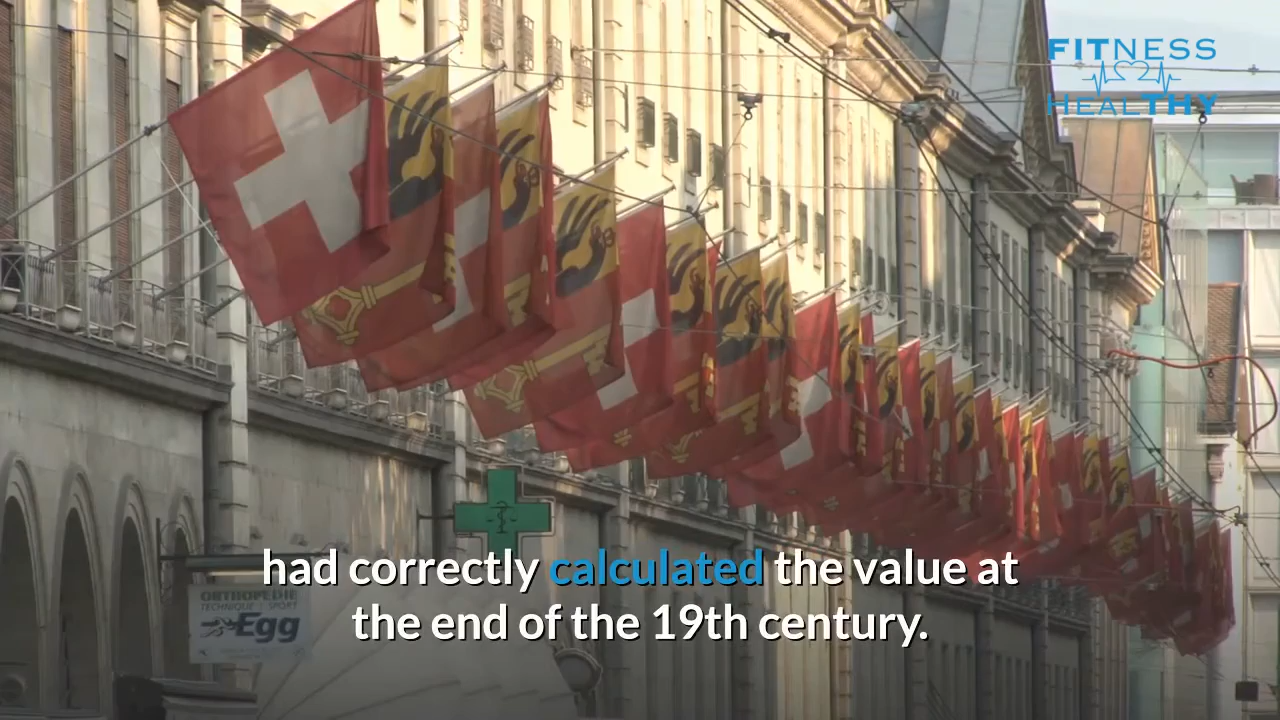 FITNESS
HEALTHY
had correctly calculated the value at
the end of the 19th century.
ORTHOPEDIE
TECHNIQUE / SPORT
Egg